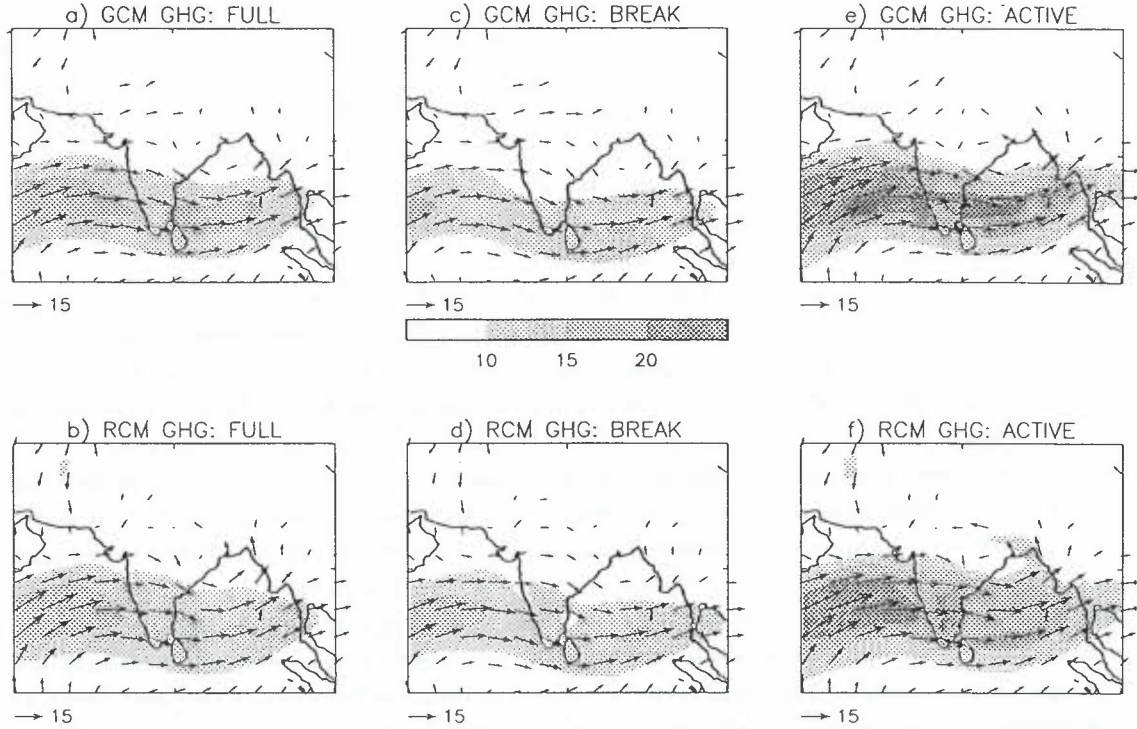 a) GCM GHG: FULL
c) GCM GHG: BREAK
e) GCM GHG: ACTIVE
15
15
15
10 15 20
b) RCM GHG: FULL
d) RCM GHG: BREAK
f) RCM GHG: ACTIVE
15
15
15